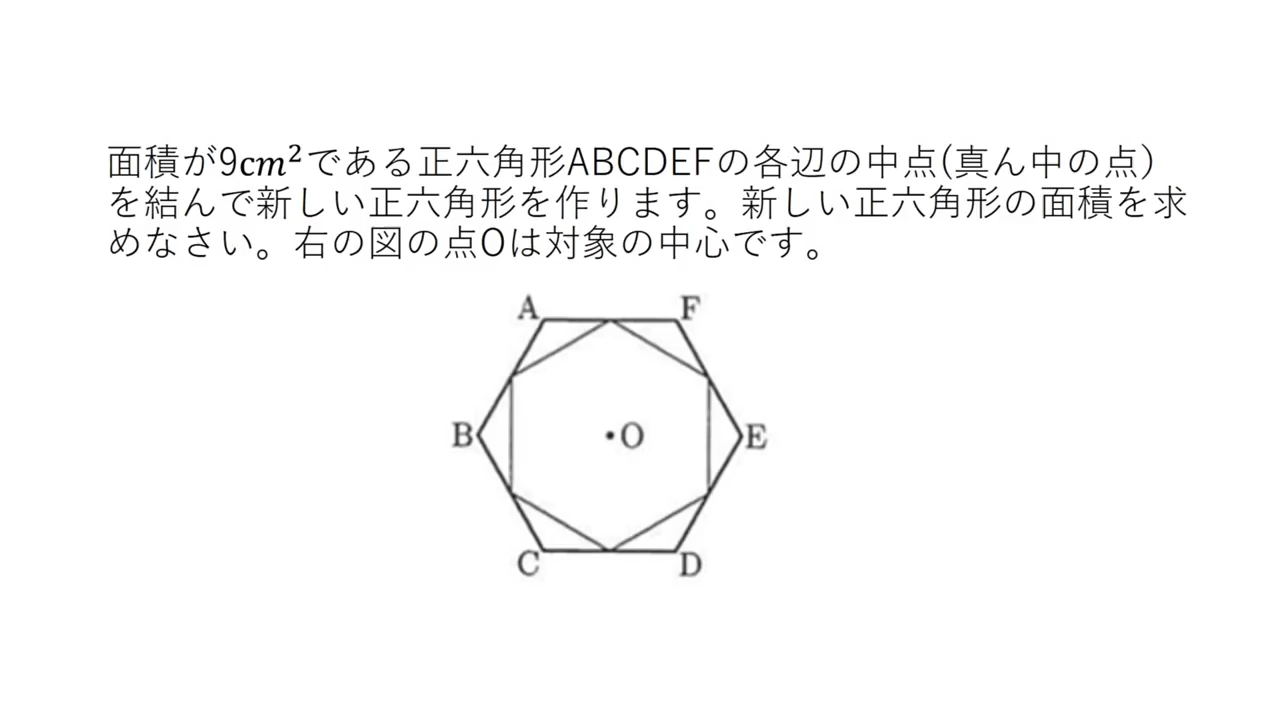 面積が9cm²である正六角形ABCDEFの各辺の中点(真ん中の点)
を結んで新しい正六角形を作ります。新しい正六角形の面積を求
めなさい。右の図の点Oは対象の中心です。
A F
B ・O E
C D